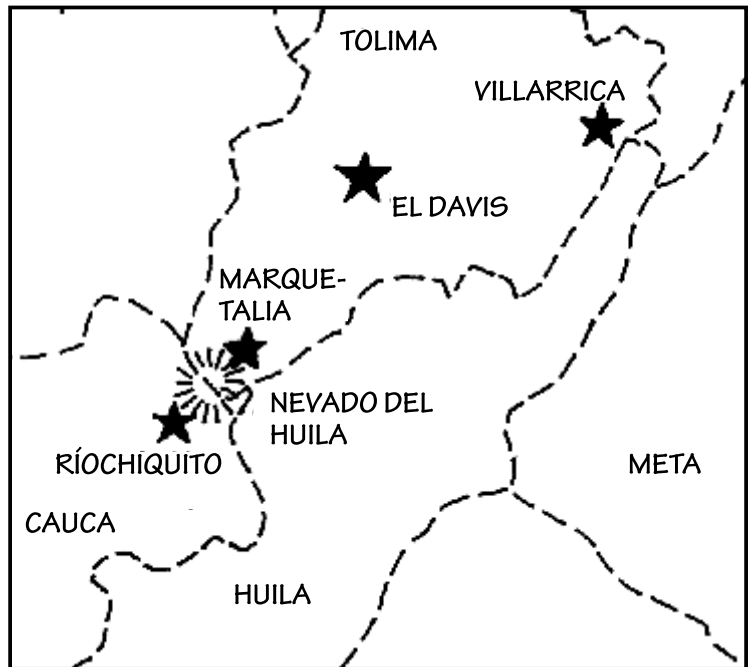 TOLIMA
VILLARRICA
EL DAVIS
MARQUE-
TALIA
NEVADO DEL
HUILA
RÍOCHIQUITO
META
CAUCA
HUILA